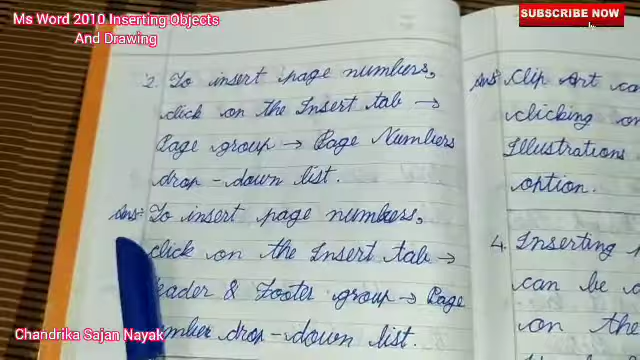 Ms Word 2010 Inserting Objects
And Drawing
SUBSCRIBE NOW
2. To insert page numbers,
click on the Insert tab →
Page group → Page Numbers
drop-down list.
Ans:- To insert page numbers,
click on the Insert tab →
eader & Footer group → Page
mber drop-down list.
Ans:- Clip Art can
clicking on
Illustrations
option.
4. Inserting
can be
on the
Chandrika Sajan Nayak